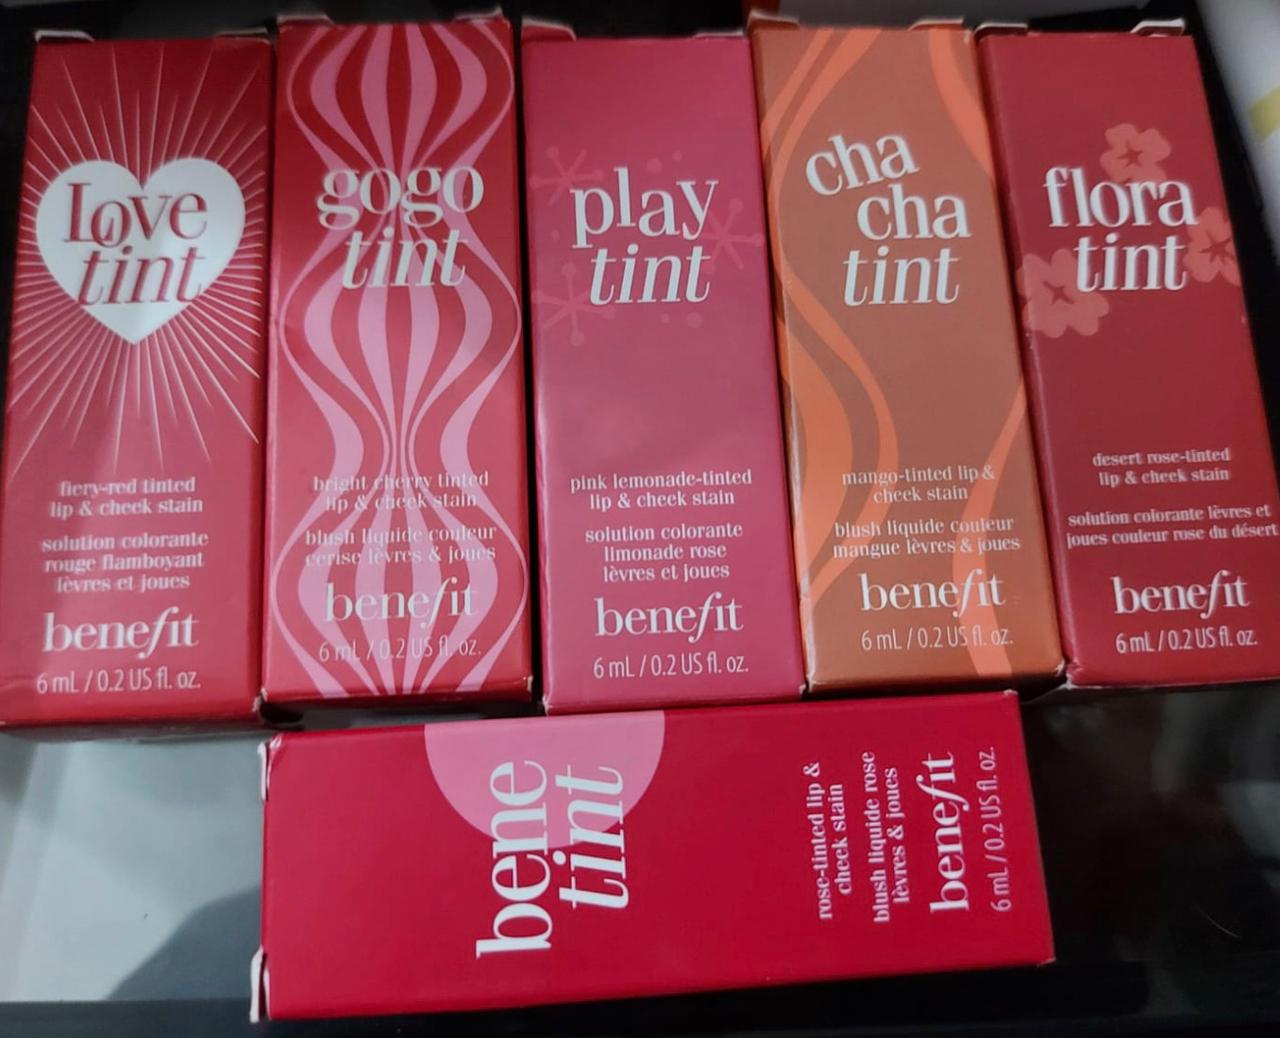 Love
tint
fiery-red tinted
lip & cheek stain
solution colorante
rouge flamboyant
lèvres et joues
benefit
6 mL / 0.2 US fl. oz.
gogo
tint
bright cherry tinted
lip & cheek stain
blush liquide couleur
cerise lèvres & joues
benefit
6 mL / 0.2 US fl. oz.
play
tint
pink lemonade-tinted
lip & cheek stain
solution colorante
limonade rose
lèvres et joues
benefit
6 mL / 0.2 US fl. oz.
cha
cha
tint
mango-tinted lip &
cheek stain
blush liquide couleur
mangue lèvres & joues
benefit
6 mL / 0.2 US fl. oz.
flora
tint
desert rose-tinted
lip & cheek stain
solution colorante lèvres et
joues couleur rose du désert
benefit
6 mL / 0.2 US fl. oz.
bene
tint
rose-tinted lip &
cheek stain
blush liquide rose
lèvres & joues
benefit
6 mL / 0.2 US fl. oz.